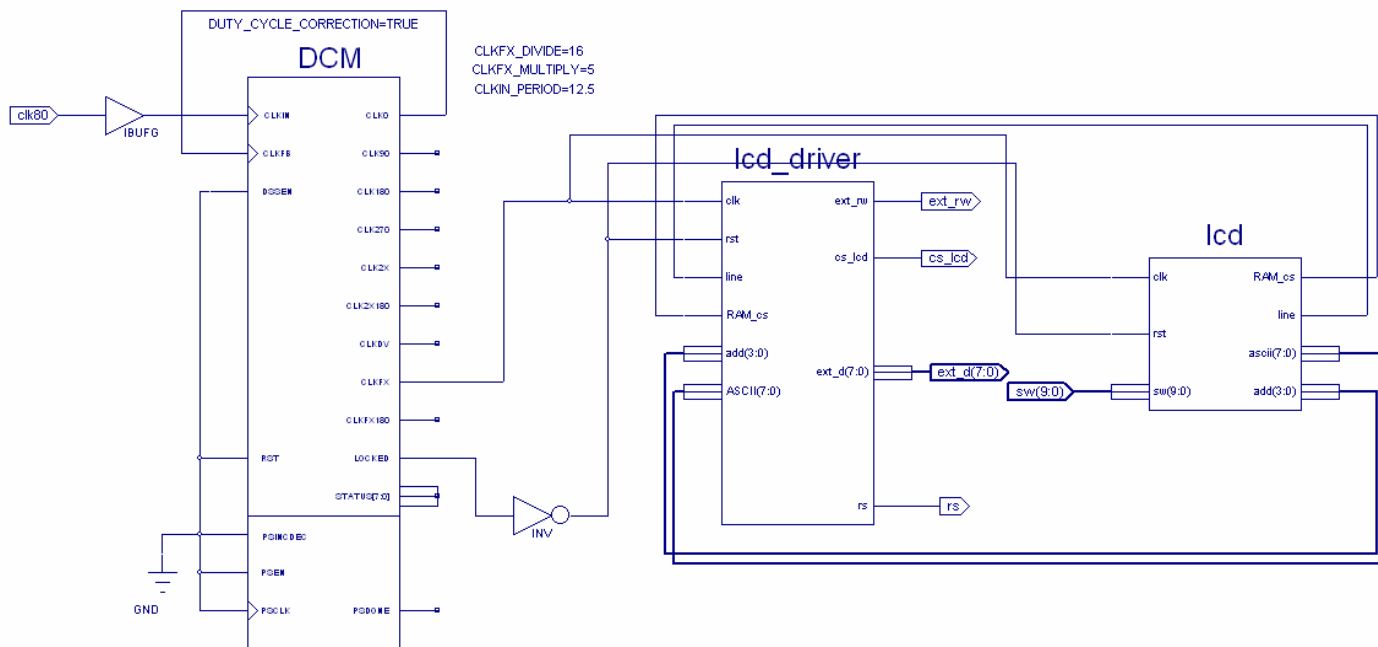 DUTY_CYCLE_CORRECTION=TRUE
DCM
CLKFX_DIVIDE=16
CLKFX_MULTIPLY=5
CLKIN_PERIOD=12.5
clk80
IBUFG
CLKIN
CLK0
CLKFB
CLK90
DSSEN
CLK180
CLK270
CLK2X
CLK2X180
CLKDV
CLKFX
CLKFX180
RST
LOCKED
STATUS[7:0]
PSINCDEC
PSEN
PSCLK
PSDONE
GND
INV
lcd_driver
clk
ext_rw
ext_rw
rst
cs_lcd
cs_lcd
line
RAM_cs
add(3:0)
ext_d(7:0)
ext_d(7:0)
ASCII(7:0)
rs
rs
lcd
clk
RAM_cs
line
rst
ascii(7:0)
sw(9:0)
sw(9:0)
add(3:0)